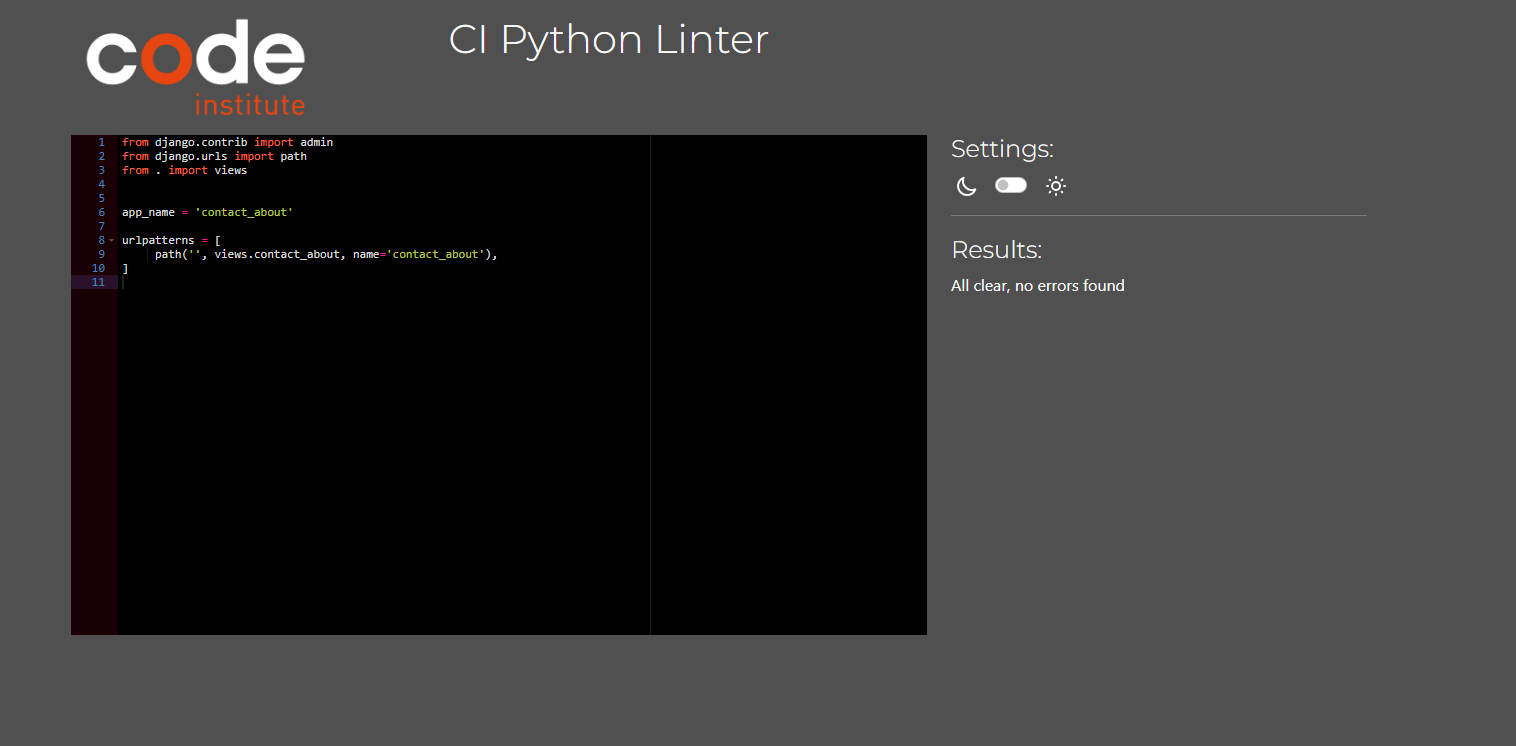 code
institute
CI Python Linter
1 from django.contrib import admin
2 from django.urls import path
3 from . import views
4
5
6 app_name = 'contact_about'
7
8 urlpatterns = [
9     path('', views.contact_about, name='contact_about'),
10 ]
11
Settings:
Results:
All clear, no errors found